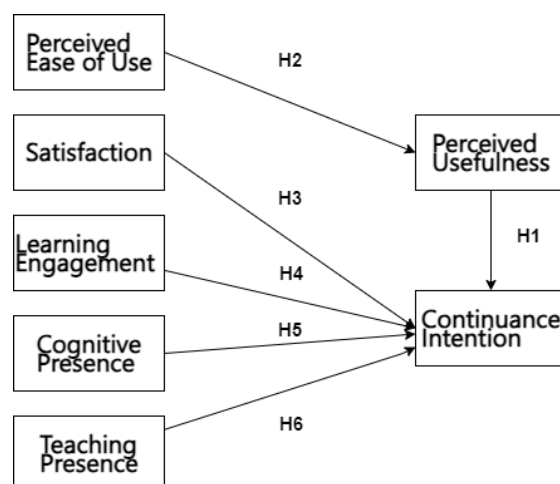 Perceived
Ease of Use
H2
Satisfaction
Perceived
Usefulness
H3
H1
Learning
Engagement
H4
Continuance
Intention
H5
Cognitive
Presence
H6
Teaching
Presence